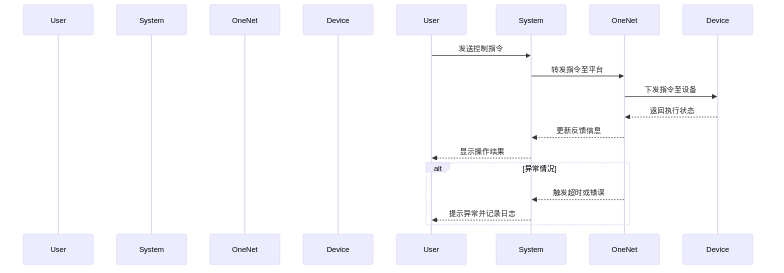 User System OneNet Device User System OneNet Device
发送控制指令
转发指令至平台
下发指令至设备
返回执行状态
更新反馈信息
显示操作结果
alt [异常情况]
触发超时或错误
提示异常并记录日志
User System OneNet Device User System OneNet Device